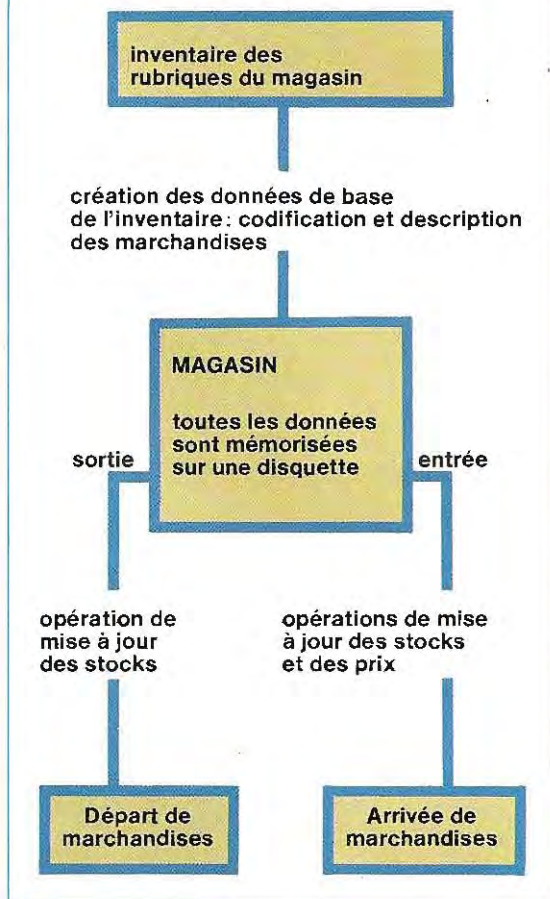 inventaire des
rubriques du magasin
création des données de base
de l'inventaire : codification et description
des marchandises
MAGASIN
toutes les données
sont mémorisées
sur une disquette
sortie
entrée
opération de
mise à jour
des stocks
opérations de mise
à jour des stocks
et des prix
Départ de
marchandises
Arrivée de
marchandises